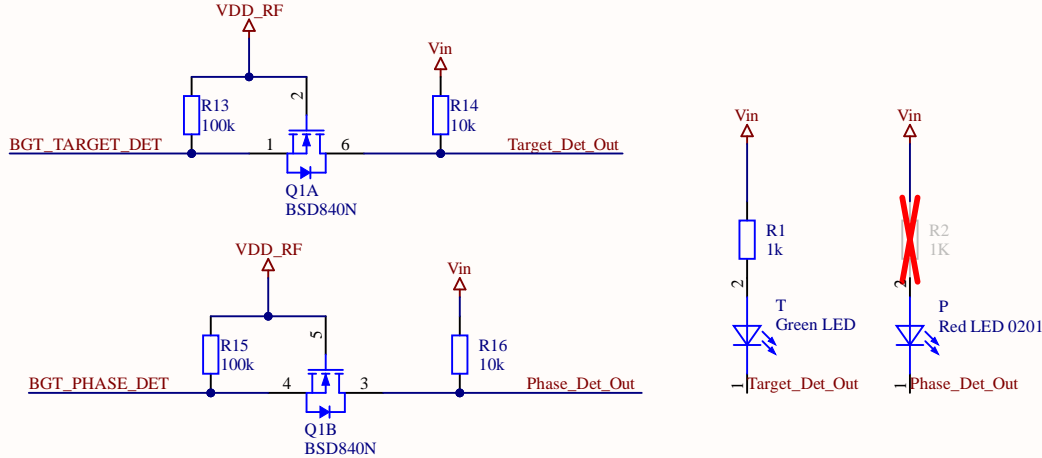 VDD_RF
R13
100k
2
Vin
R14
10k
BGT_TARGET_DET
1
6
Target_Det_Out
Q1A
BSD840N
VDD_RF
R15
100k
5
Vin
R16
10k
BGT_PHASE_DET
4
3
Phase_Det_Out
Q1B
BSD840N
Vin
R1
1k
2
T
Green LED
1
Target_Det_Out
Vin
R2
1K
2
P
Red LED 0201
1
Phase_Det_Out